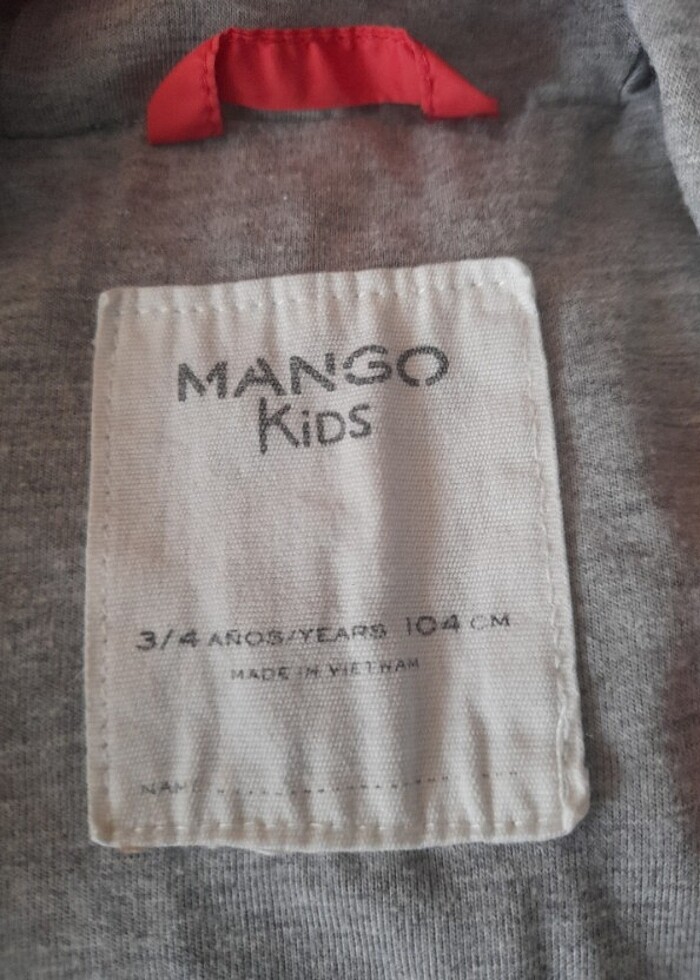 MANGO
KiDS
3/4 AÑOS/YEARS 104 CM
MADE IN VIETNAM
NAME